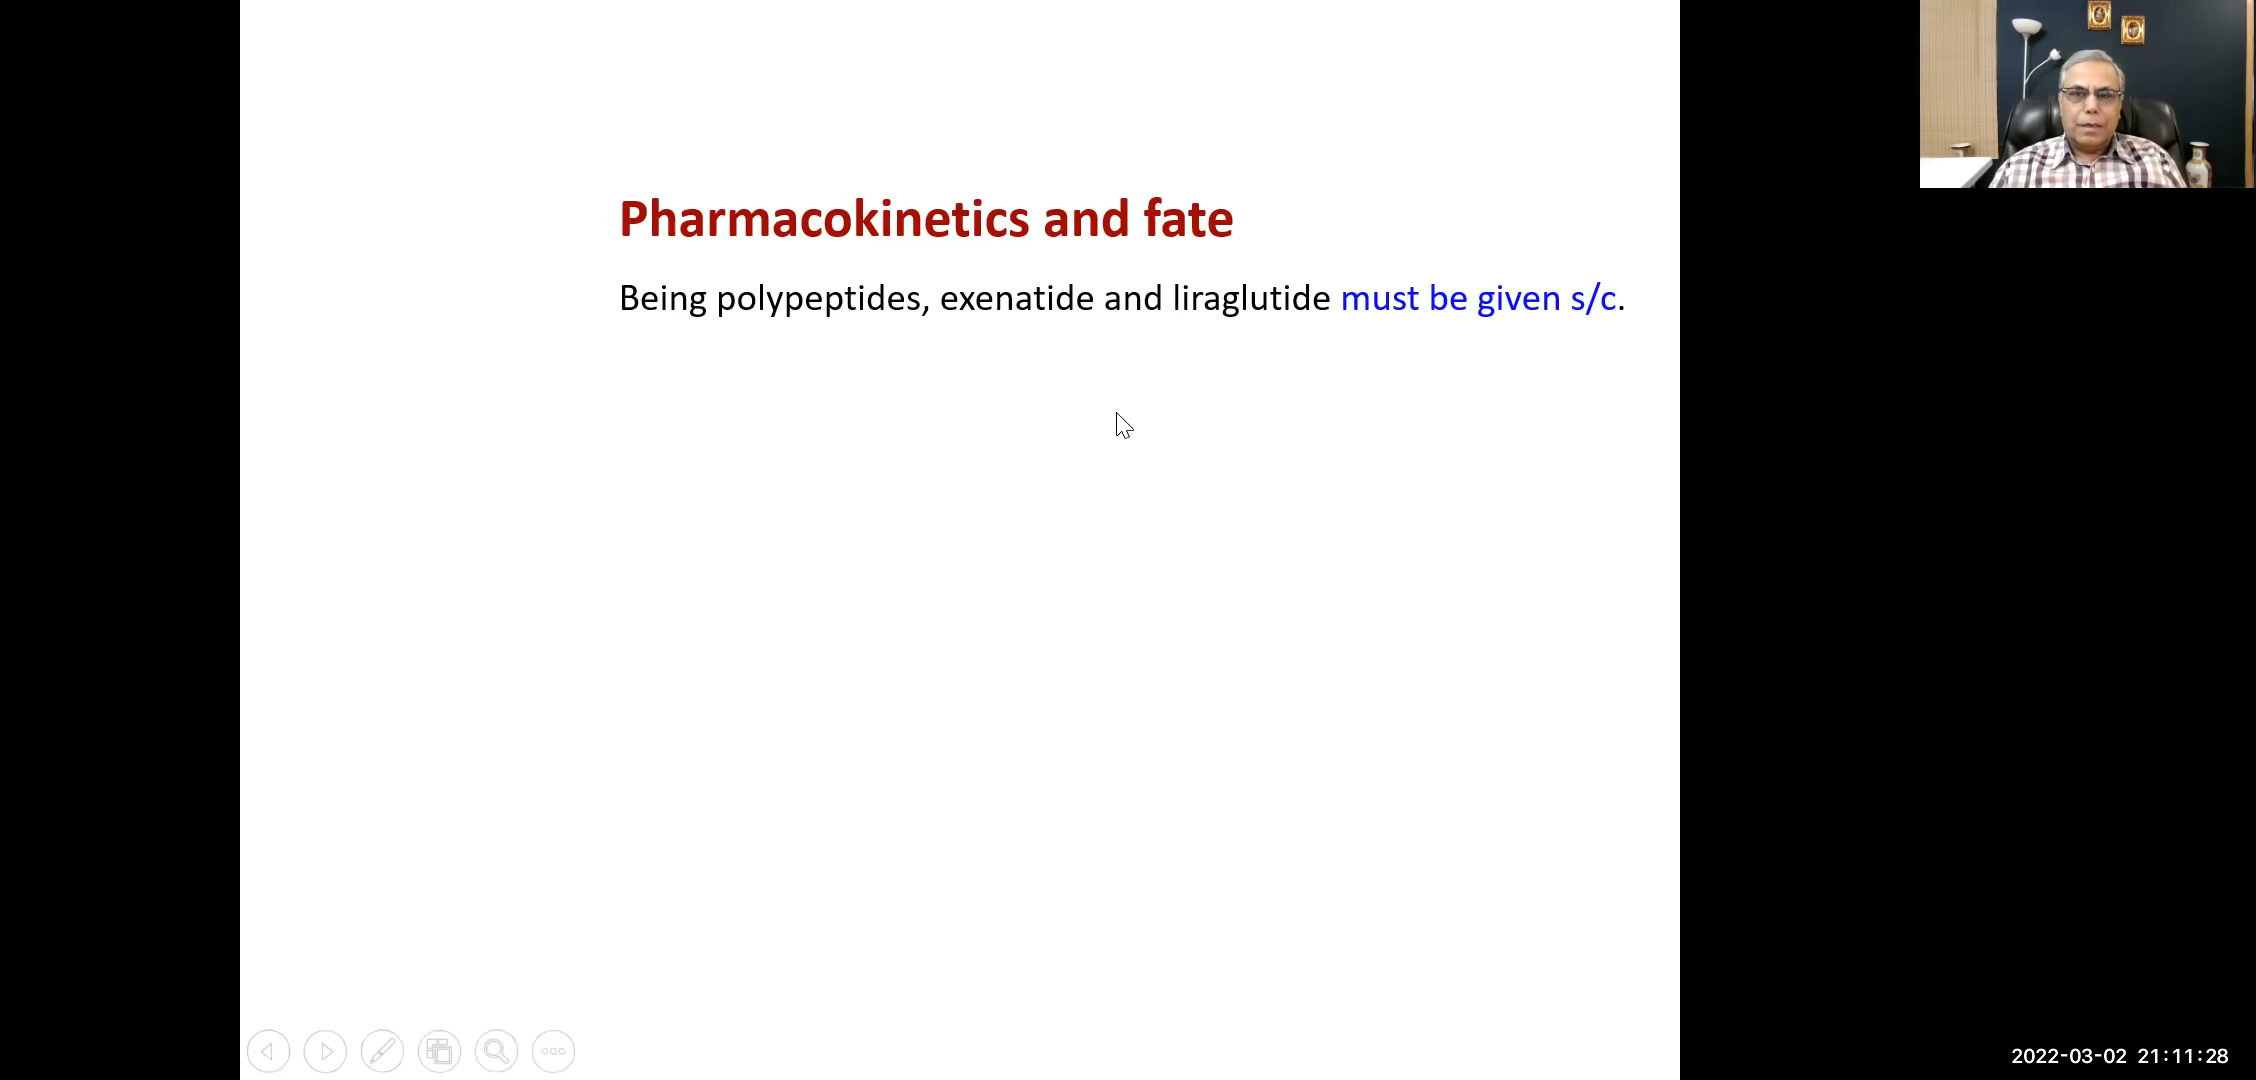 Pharmacokinetics and fate
Being polypeptides, exenatide and liraglutide must be given s/c.
2022-03-02 21:11:28